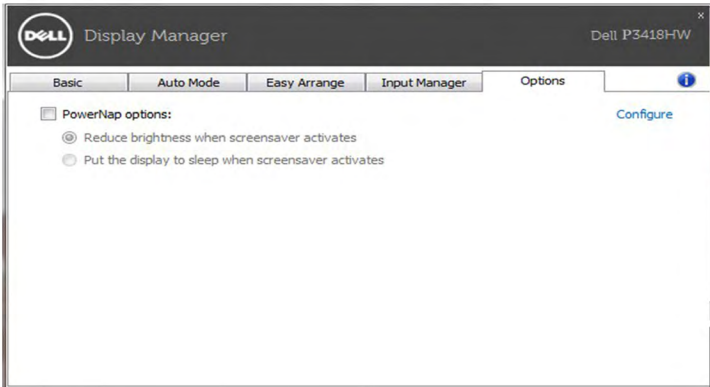 DELL Display Manager Dell P3418HW
Basic Auto Mode Easy Arrange Input Manager Options
PowerNap options: Configure
Reduce brightness when screensaver activates
Put the display to sleep when screensaver activates